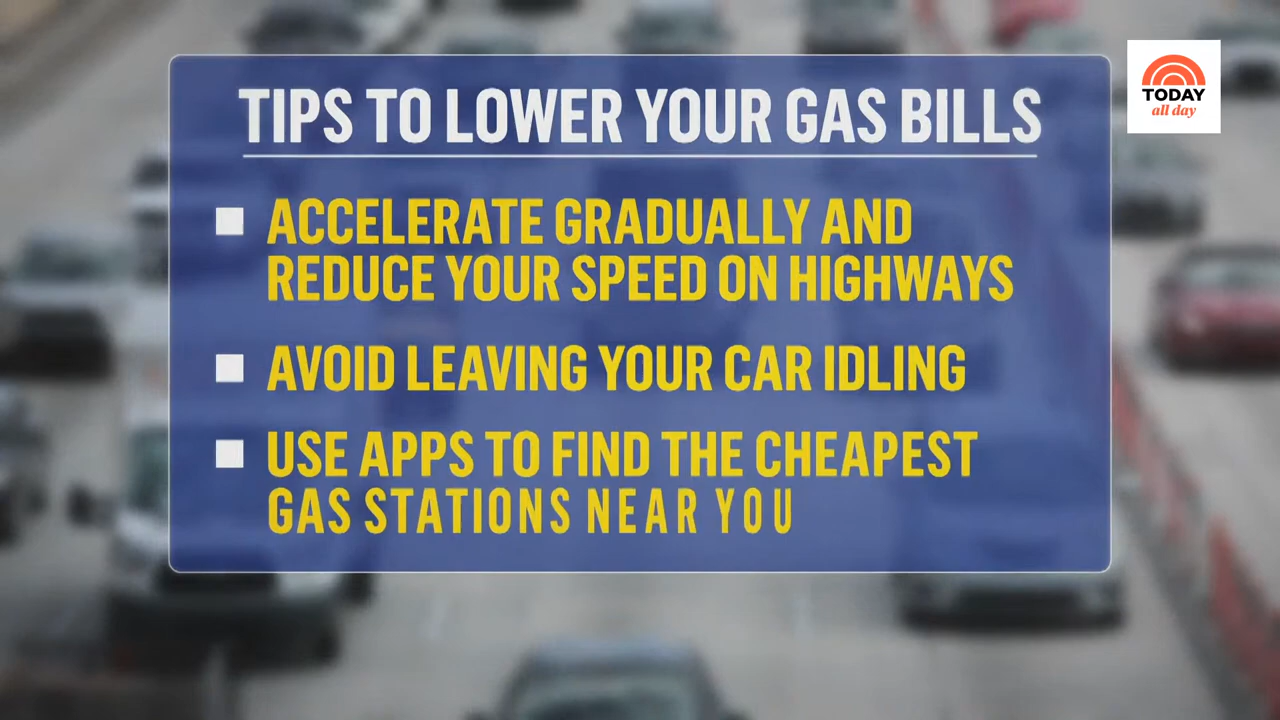 TIPS TO LOWER YOUR GAS BILLS
TODAY
all day
ACCELERATE GRADUALLY AND
REDUCE YOUR SPEED ON HIGHWAYS
AVOID LEAVING YOUR CAR IDLING
USE APPS TO FIND THE CHEAPEST
GAS STATIONS NEAR YOU